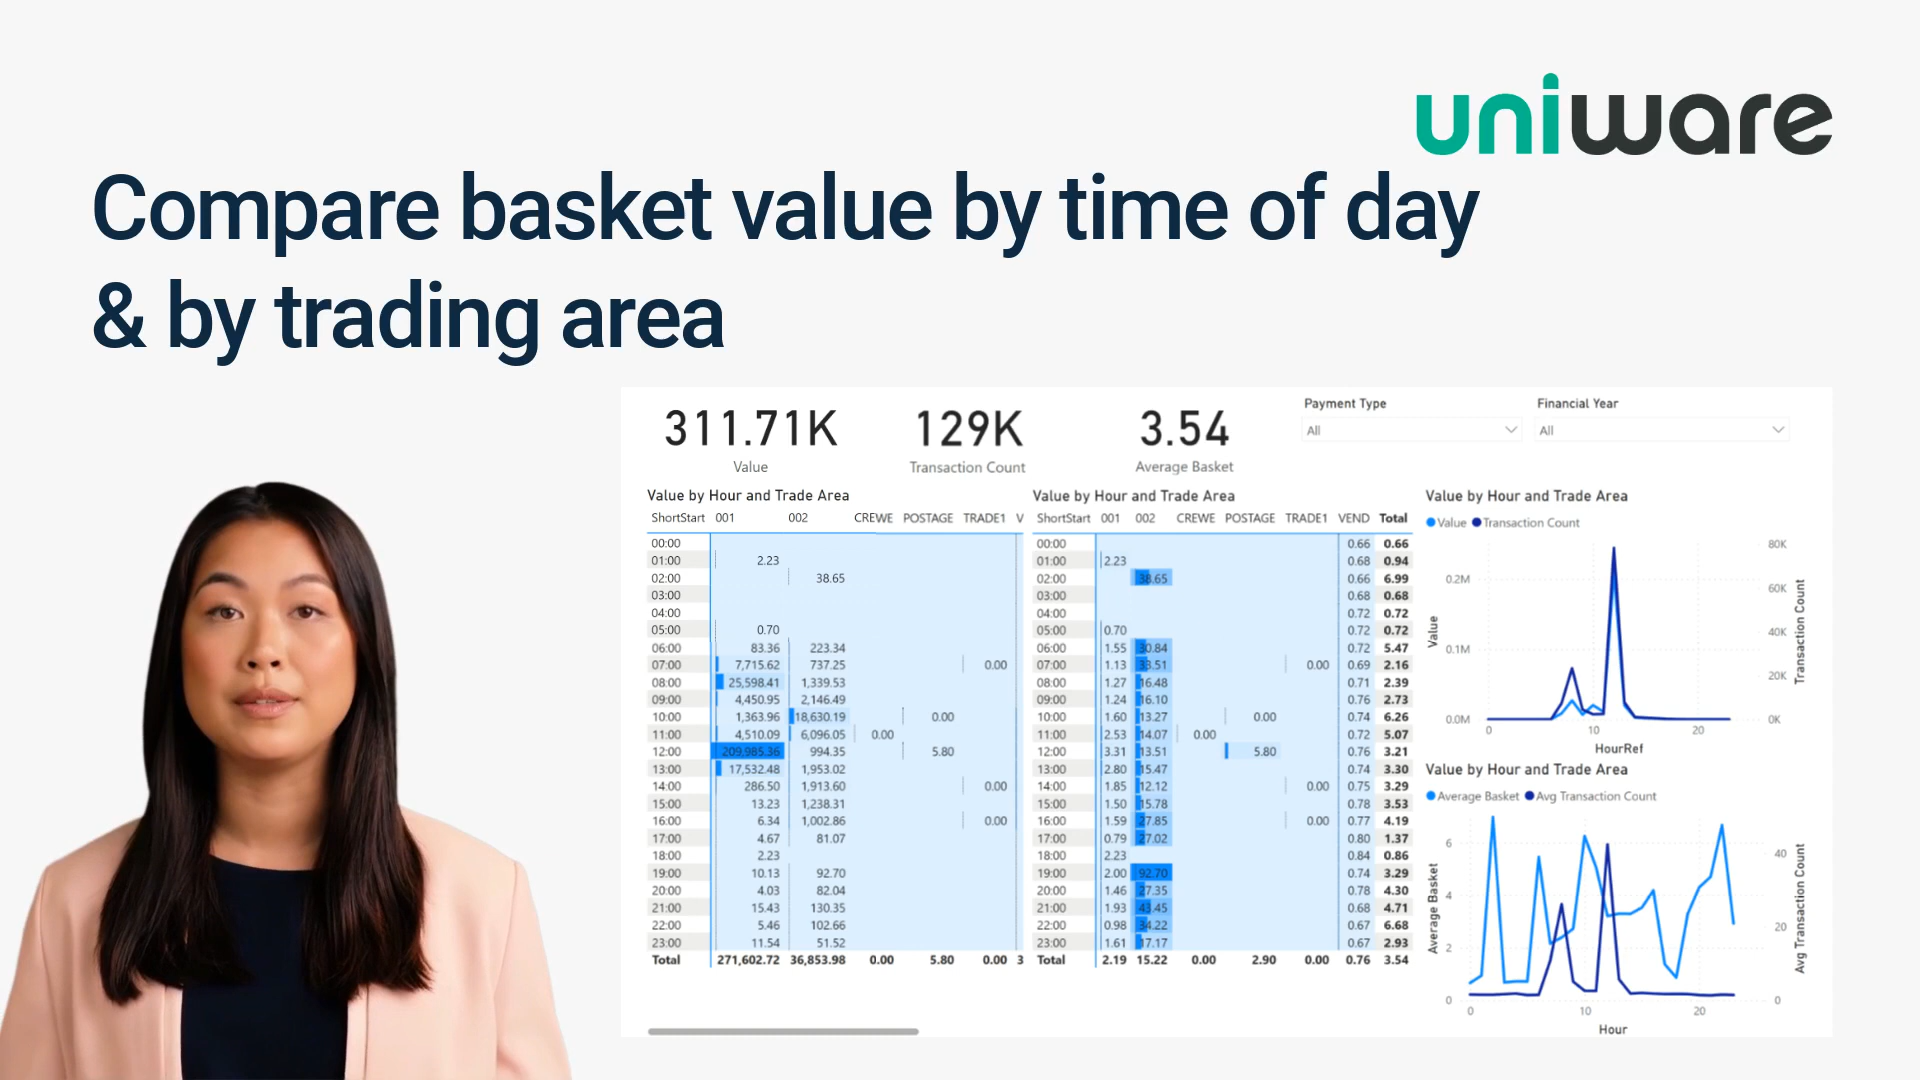 uniware
Compare basket value by time of day
& by trading area
311.71K
Value
129K
Transaction Count
3.54
Average Basket
Payment Type
All
Financial Year
All
Value by Hour and Trade Area
ShortStart 001 002 CREWE POSTAGE TRADE1 V
00:00
01:00 2.23
02:00 38.65
03:00
04:00
05:00 0.70
06:00 83.36 223.34
07:00 7,715.62 737.25 0.00
08:00 25,598.41 1,339.53
09:00 4,450.95 2,146.49
10:00 1,363.96 18,630.19 0.00
11:00 4,510.09 6,096.05 0.00
12:00 209,985.36 994.35 5.80
13:00 17,532.48 1,953.02
14:00 286.50 1,913.60 0.00
15:00 13.23 1,238.31
16:00 6.34 1,002.86 0.00
17:00 4.67 81.07
18:00 2.23
19:00 10.13 92.70
20:00 4.03 82.04
21:00 15.43 130.35
22:00 5.46 102.66
23:00 11.54 51.52
Total 271,602.72 36,853.98 0.00 5.80 0.00 3
Value by Hour and Trade Area
ShortStart 001 002 CREWE POSTAGE TRADE1 VEND Total
00:00 0.66 0.66
01:00 2.23 0.68 0.94
02:00 38.65 0.66 6.99
03:00 0.68 0.68
04:00 0.72 0.72
05:00 0.70 0.72 0.72
06:00 1.55 30.84 0.72 5.47
07:00 1.13 33.51 0.00 0.69 2.16
08:00 1.27 16.48 0.71 2.39
09:00 1.24 16.10 0.76 2.73
10:00 1.60 13.27 0.00 0.74 6.26
11:00 2.53 14.07 0.00 0.72 5.07
12:00 3.31 13.51 5.80 0.76 3.21
13:00 2.80 15.47 0.74 3.30
14:00 1.85 12.12 0.00 0.75 3.29
15:00 1.50 15.78 0.78 3.53
16:00 1.59 27.85 0.00 0.77 4.19
17:00 0.79 27.02 0.80 1.37
18:00 2.23 0.84 0.86
19:00 2.00 92.70 0.74 3.29
20:00 1.46 27.35 0.78 4.30
21:00 1.93 43.45 0.68 4.71
22:00 0.98 34.22 0.67 6.68
23:00 1.61 17.17 0.67 2.93
Total 2.19 15.22 0.00 2.90 0.00 0.76 3.54
Value by Hour and Trade Area
Value Transaction Count
80K
0.2M
60K
40K
0.1M
20K
0.0M
0K
Value
Transaction Count
0 10 20
HourRef
Value by Hour and Trade Area
Average Basket Avg Transaction Count
6
40
4
20
2
0
0
Average Basket
Avg Transaction Count
0 10 20
Hour